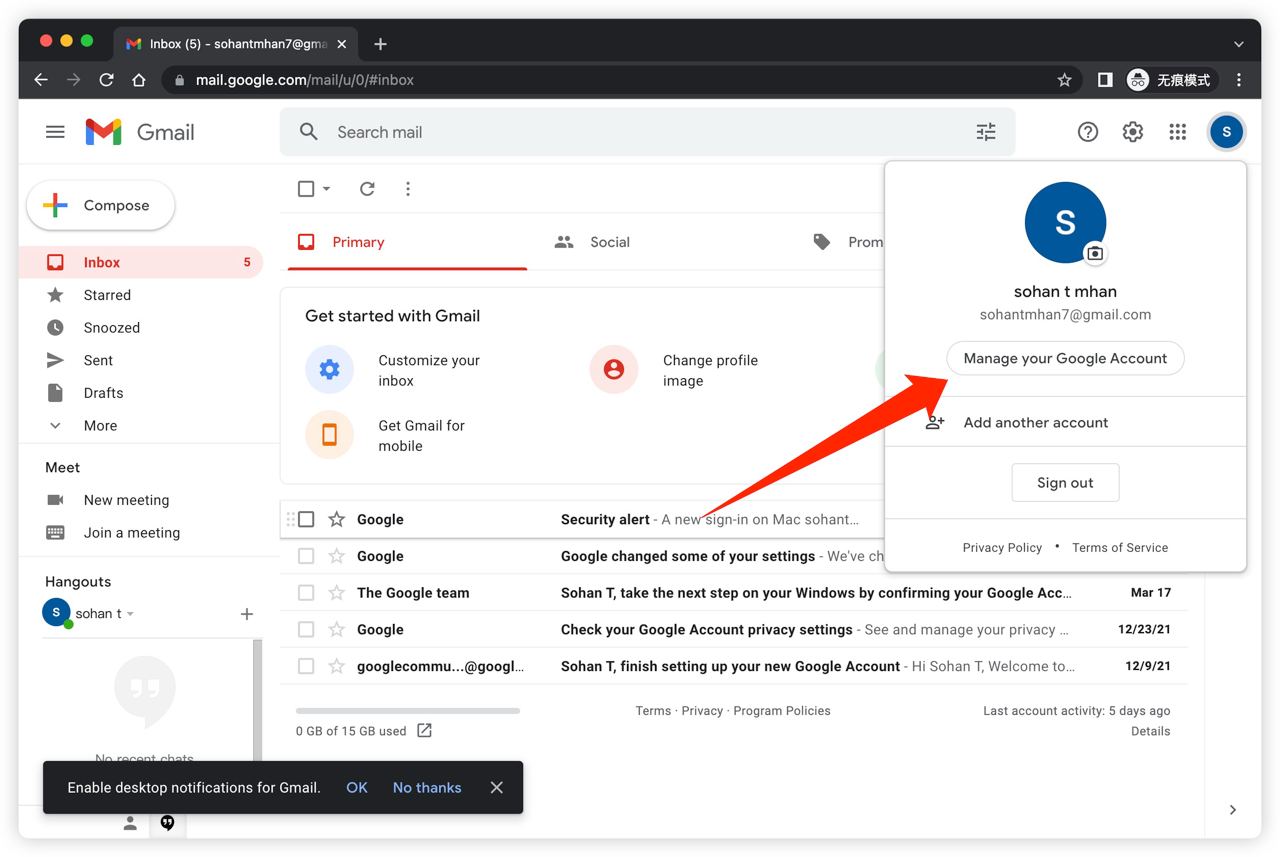 Inbox (5) - sohantmhan7@gma
mail.google.com/mail/u/0/#inbox
无痕模式
Gmail
Search mail
S
Compose
Inbox 5
Starred
Snoozed
Sent
Drafts
More
Meet
New meeting
Join a meeting
Hangouts
S sohan t
No recent chats
Primary
Social
Prom
Get started with Gmail
Customize your
inbox
Change profile
image
Get Gmail for
mobile
Google Security alert - A new sign-in on Mac sohant...
Google Google changed some of your settings - We've ch
The Google team Sohan T, take the next step on your Windows by confirming your Google Acc... Mar 17
Google Check your Google Account privacy settings - See and manage your privacy ... 12/23/21
googlecommu...@googl... Sohan T, finish setting up your new Google Account - Hi Sohan T, Welcome to... 12/9/21
0 GB of 15 GB used
Terms · Privacy · Program Policies
Last account activity: 5 days ago
Details
S
sohan t mhan
sohantmhan7@gmail.com
Manage your Google Account
Add another account
Sign out
Privacy Policy • Terms of Service
Enable desktop notifications for Gmail. OK No thanks